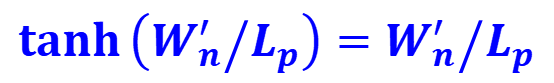 tanh (W′ₙ/Lₚ) = W′ₙ/Lₚ